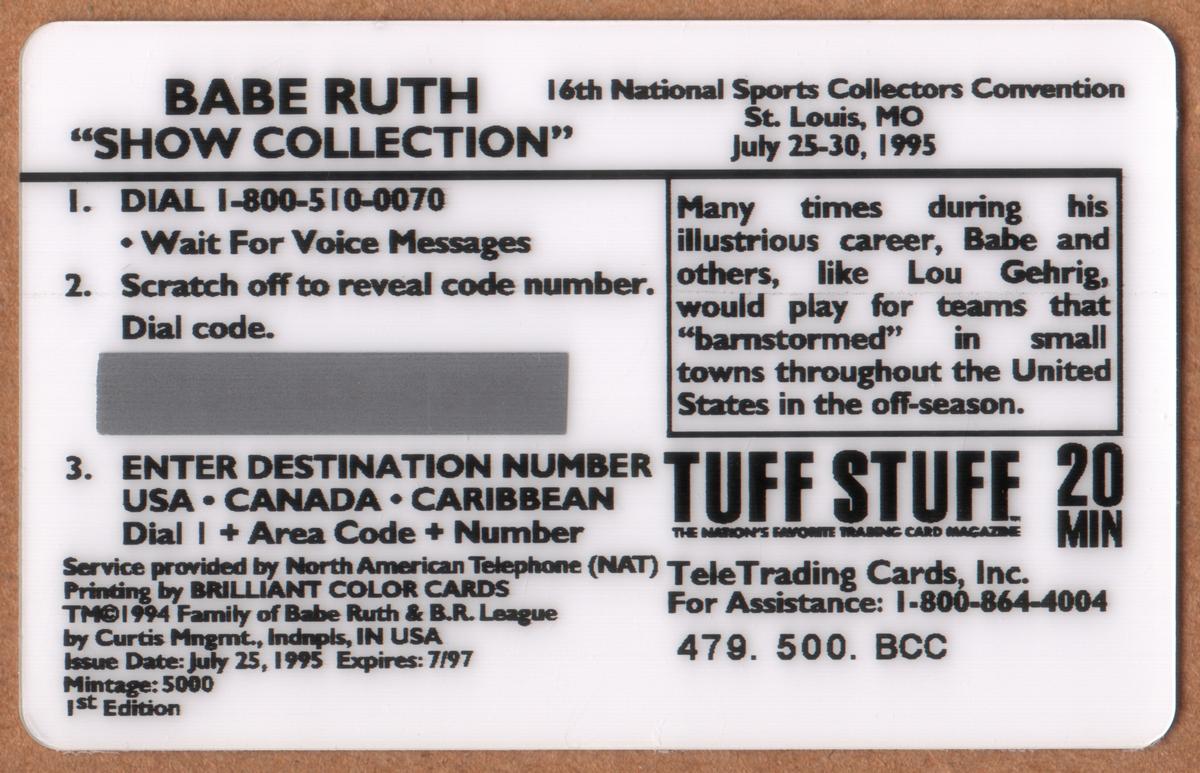 BABE RUTH
“SHOW COLLECTION”
16th National Sports Collectors Convention
St. Louis, MO
July 25-30, 1995
1. DIAL 1-800-510-0070
• Wait For Voice Messages
2. Scratch off to reveal code number.
Dial code.
3. ENTER DESTINATION NUMBER
USA • CANADA • CARIBBEAN
Dial 1 + Area Code + Number
Service provided by North American Telephone (NAT)
Printing by BRILLIANT COLOR CARDS
TM©1994 Family of Babe Ruth & B.R. League
by Curtis Mngmt., Indnpls, IN USA
Issue Date: July 25, 1995 Expires: 7/97
Mintage: 5000
1st Edition
Many times during his
illustrious career, Babe and
others, like Lou Gehrig,
would play for teams that
“barnstormed” in small
towns throughout the United
States in the off-season.
TUFF STUFF™
THE NATION'S FAVORITE TRADING CARD MAGAZINE
20
MIN
TeleTrading Cards, Inc.
For Assistance: 1-800-864-4004
479. 500. BCC